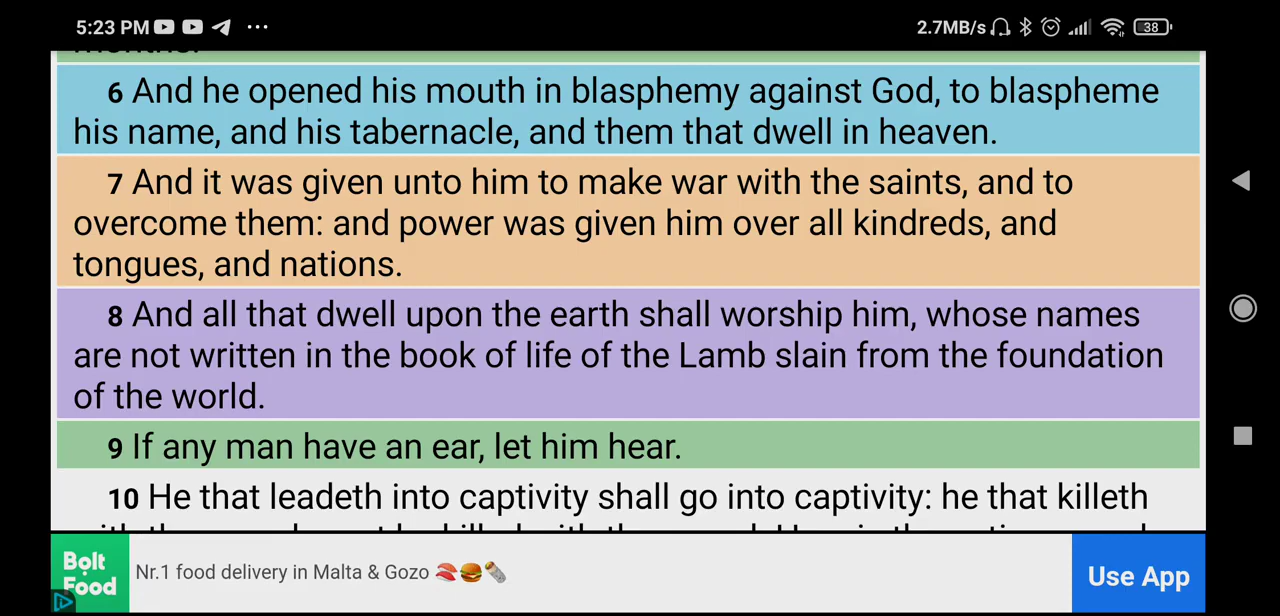 5:23 PM
2.7MB/s
38
months.
6 And he opened his mouth in blasphemy against God, to blaspheme
his name, and his tabernacle, and them that dwell in heaven.
7 And it was given unto him to make war with the saints, and to
overcome them: and power was given him over all kindreds, and
tongues, and nations.
8 And all that dwell upon the earth shall worship him, whose names
are not written in the book of life of the Lamb slain from the foundation
of the world.
9 If any man have an ear, let him hear.
10 He that leadeth into captivity shall go into captivity: he that killeth
Bolt
Food
Nr.1 food delivery in Malta & Gozo 🍣🍔🌯
Use App